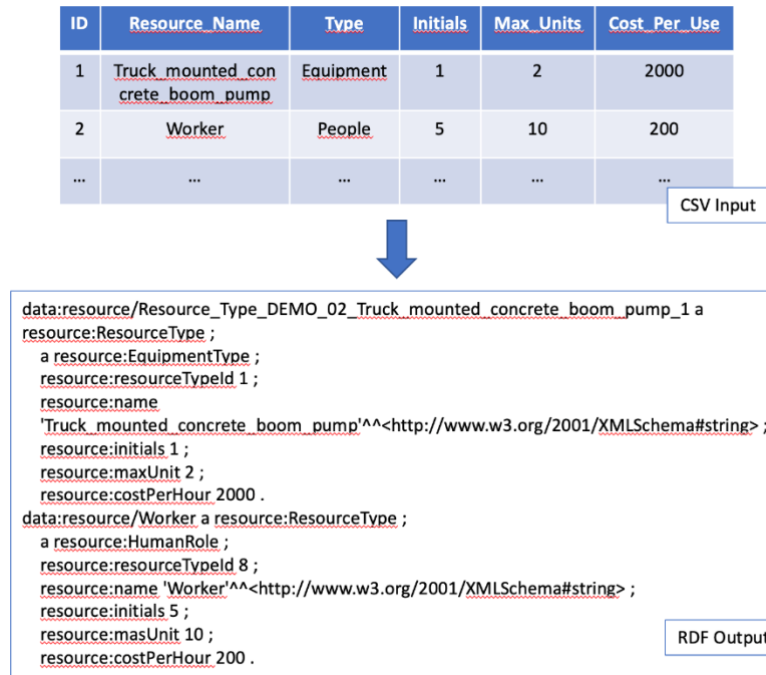 ID Resource_Name Type Initials Max_Units Cost_Per_Use
1 Truck_mounted_con Equipment 1 2 2000
crete_boom_pump
2 Worker People 5 10 200
... ... ... ... ... ...
CSV Input
data:resource/Resource_Type_DEMO_02_Truck_mounted_concrete_boom_pump_1 a
resource:ResourceType ;
a resource:EquipmentType ;
resource:resourceTypeId 1 ;
resource:name
'Truck_mounted_concrete_boom_pump'^^<http://www.w3.org/2001/XMLSchema#string> ;
resource:initials 1 ;
resource:maxUnit 2 ;
resource:costPerHour 2000 .
data:resource/Worker a resource:ResourceType ;
a resource:HumanRole ;
resource:resourceTypeId 8 ;
resource:name 'Worker'^^<http://www.w3.org/2001/XMLSchema#string> ;
resource:initials 5 ;
resource:masUnit 10 ;
resource:costPerHour 200 .
RDF Output